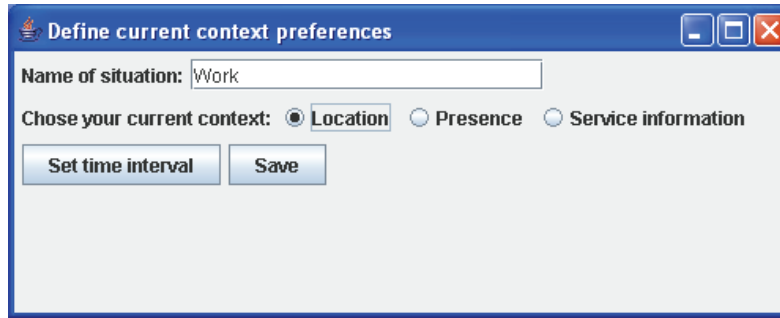 Define current context preferences
Name of situation: Work
Chose your current context: Location Presence Service information
Set time interval Save